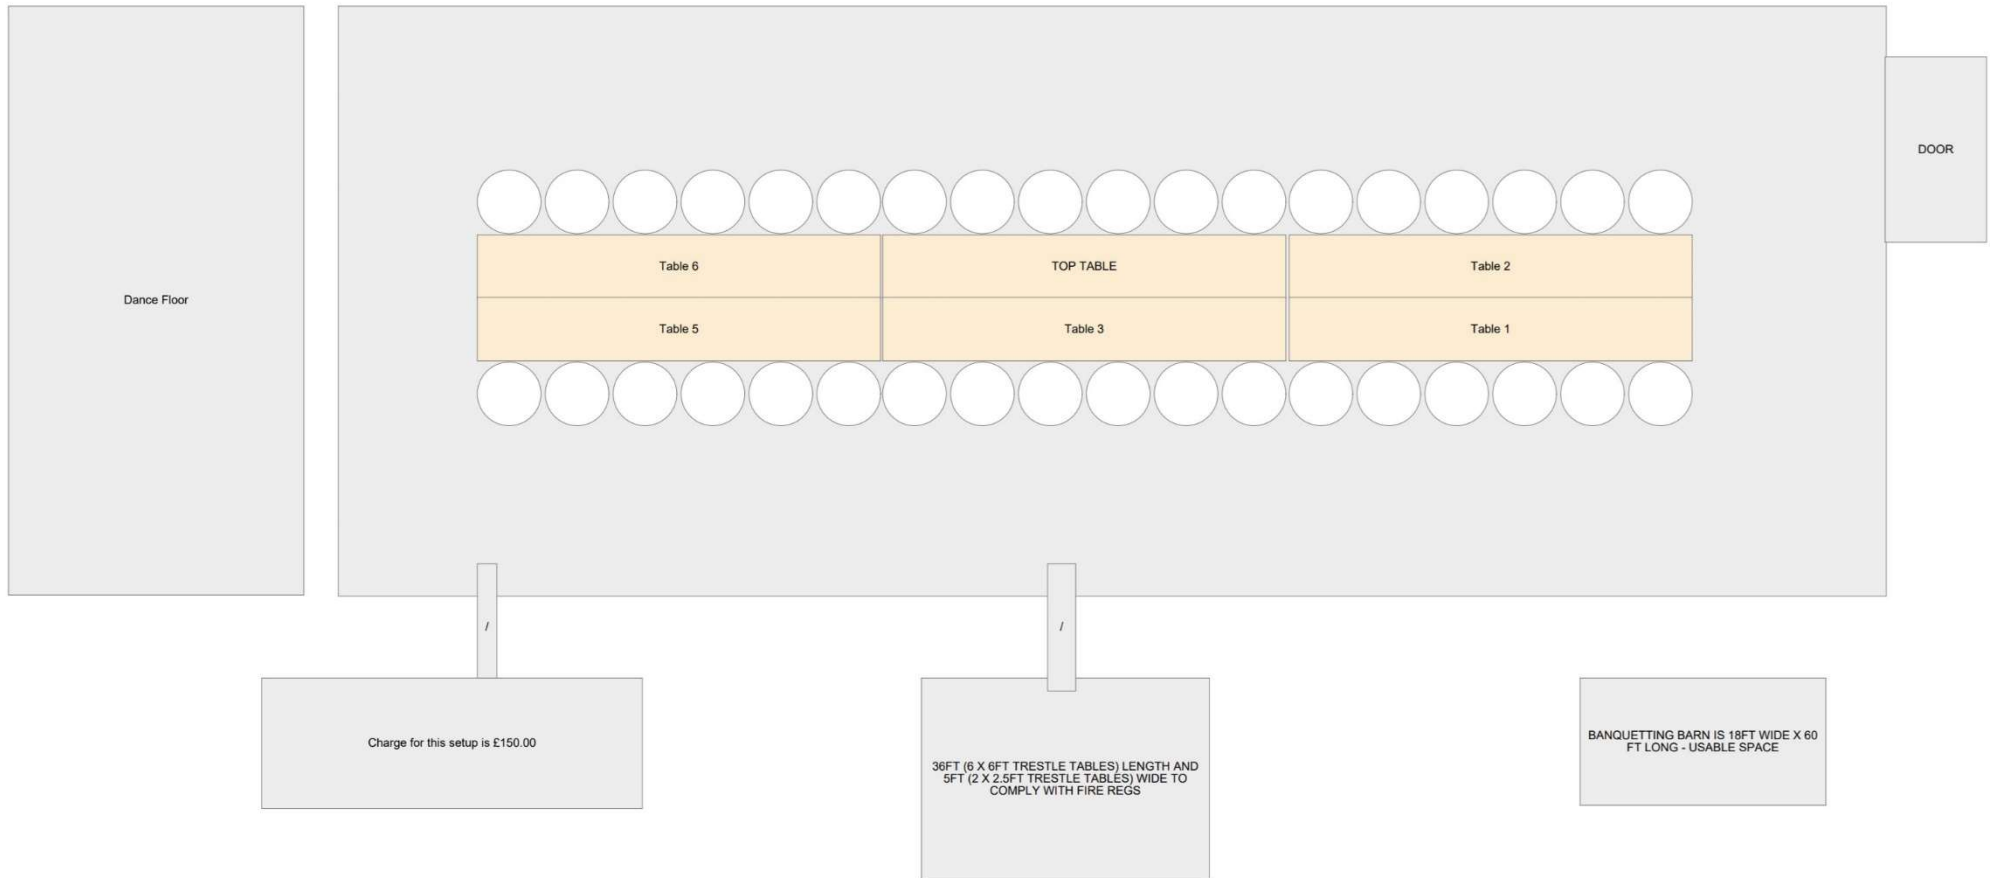 DOOR
Table 6
TOP TABLE
Table 2
Dance Floor
Table 5
Table 3
Table 1
/
/
Charge for this setup is £150.00
36FT (6 X 6FT TRESTLE TABLES) LENGTH AND
5FT (2 X 2.5FT TRESTLE TABLES) WIDE TO
COMPLY WITH FIRE REGS
BANQUETTING BARN IS 18FT WIDE X 60
FT LONG - USABLE SPACE